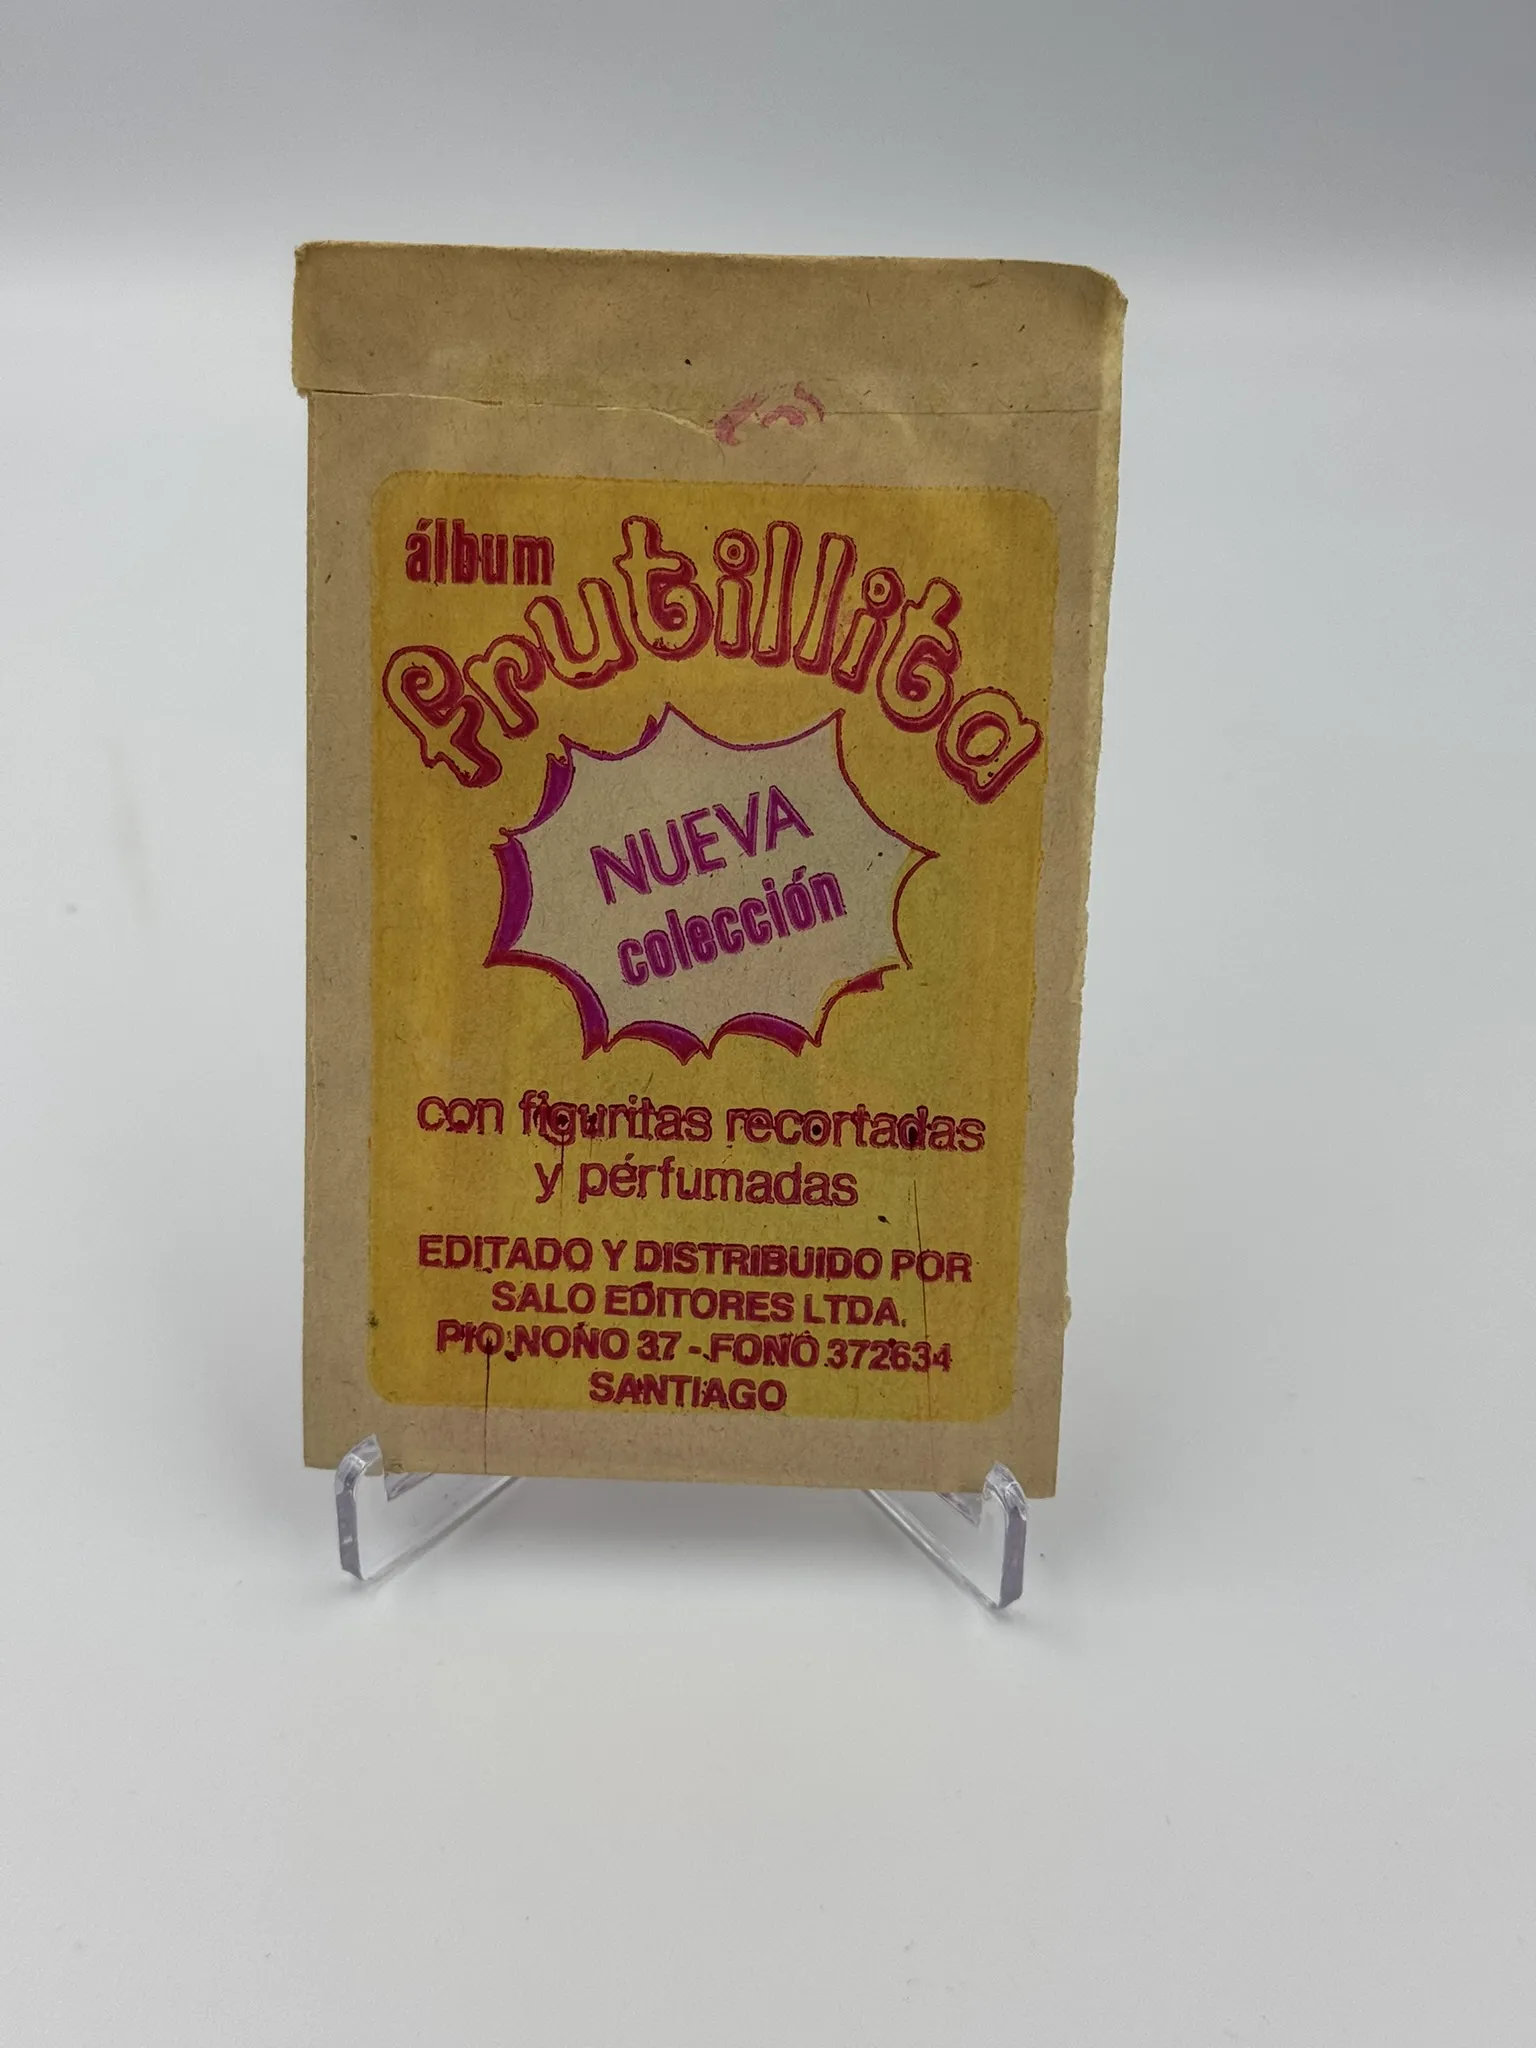 álbum
frutillita
NUEVA
colección
con figuritas recortadas
y pérfumadas
EDITADO Y DISTRIBUIDO POR
SALO EDITORES LTDA.
PIO NOÑO 37 - FONO 372634
SANTIAGO